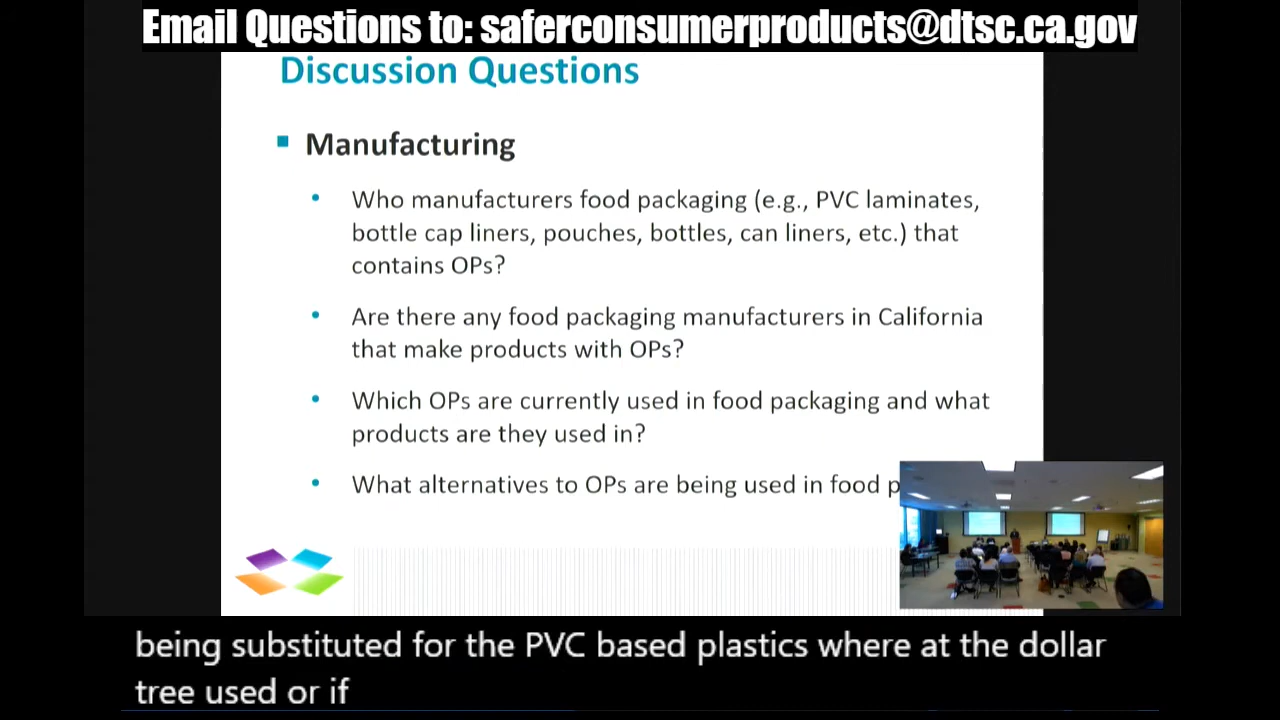 Email Questions to: saferconsumerproducts@dtsc.ca.gov
Discussion Questions
Manufacturing
Who manufacturers food packaging (e.g., PVC laminates,
bottle cap liners, pouches, bottles, can liners, etc.) that
contains OPs?
Are there any food packaging manufacturers in California
that make products with OPs?
Which OPs are currently used in food packaging and what
products are they used in?
What alternatives to OPs are being used in food p
being substituted for the PVC based plastics where at the dollar
tree used or if